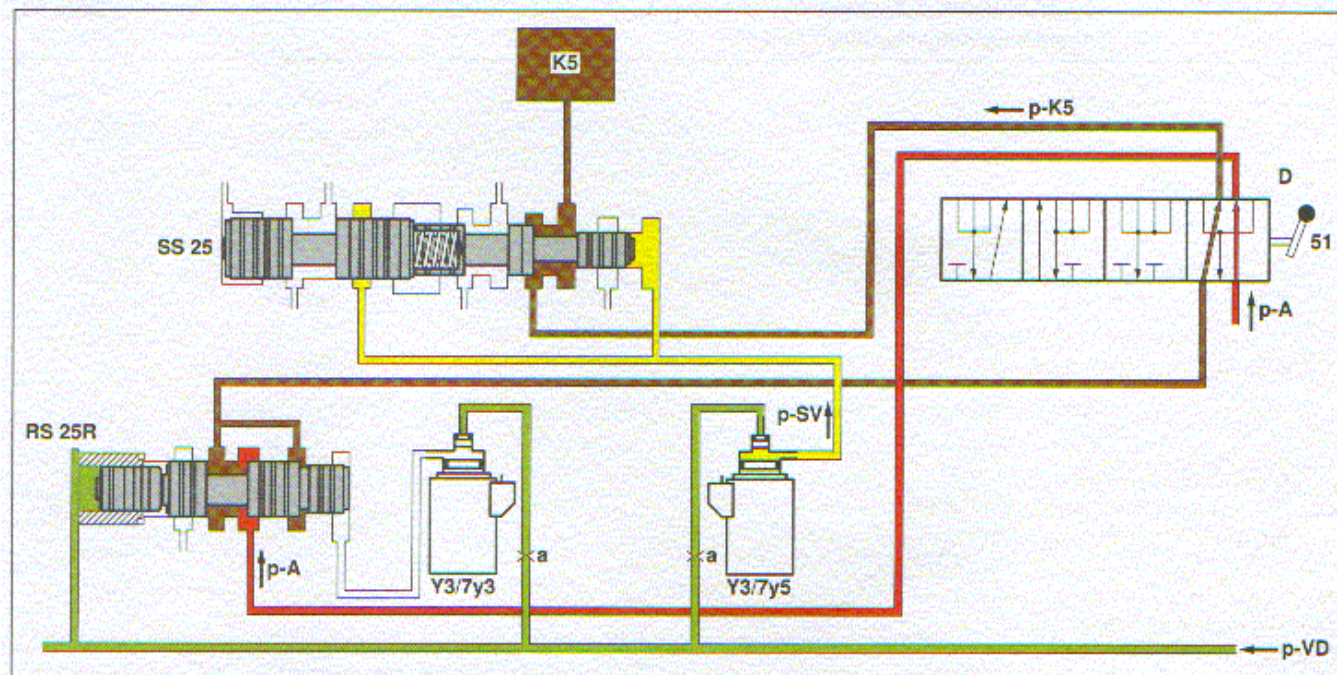 K5
p-K5
D
SS 25
51
p-A
p-SV
RS 25R
a
a
p-A
Y3/7y3
Y3/7y5
p-VD